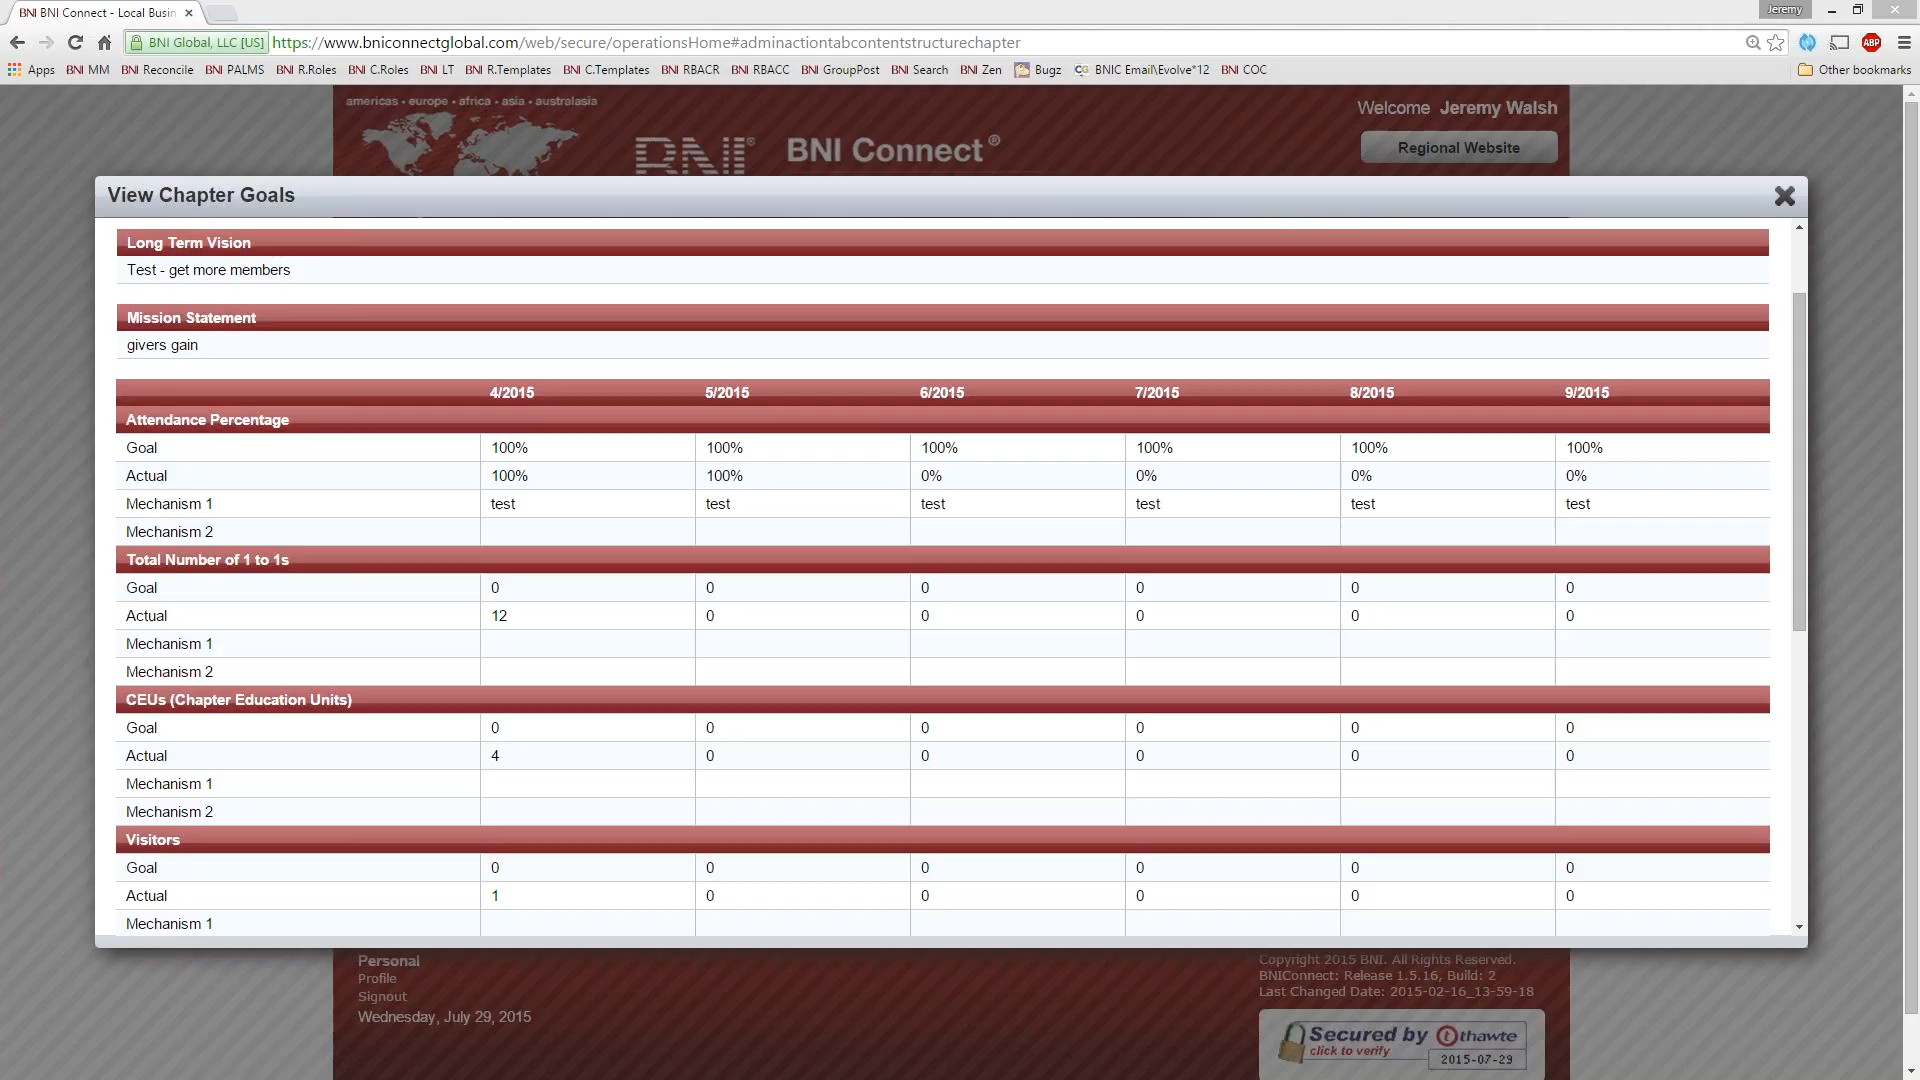 BNI BNI Connect - Local Busin
Jeremy
BNI Global, LLC [US] https://www.bniconnectglobal.com/web/secure/operationsHome#adminactiontabcontentstructurechapter
ABP
Apps BNI MM BNI Reconcile BNI PALMS BNI R.Roles BNI C.Roles BNI LT BNI R.Templates BNI C.Templates BNI RBACR BNI RBACC BNI GroupPost BNI Search BNI Zen Bugz CG BNIC Email\Evolve*12 BNI COC Other bookmarks
americas • europe • africa • asia • australasia
Welcome Jeremy Walsh
BNI® BNI Connect®
Regional Website
View Chapter Goals
Long Term Vision
Test - get more members
Mission Statement
givers gain
4/2015 5/2015 6/2015 7/2015 8/2015 9/2015
Attendance Percentage
Goal 100% 100% 100% 100% 100% 100%
Actual 100% 100% 0% 0% 0% 0%
Mechanism 1 test test test test test test
Mechanism 2
Total Number of 1 to 1s
Goal 0 0 0 0 0 0
Actual 12 0 0 0 0 0
Mechanism 1
Mechanism 2
CEUs (Chapter Education Units)
Goal 0 0 0 0 0 0
Actual 4 0 0 0 0 0
Mechanism 1
Mechanism 2
Visitors
Goal 0 0 0 0 0 0
Actual 1 0 0 0 0 0
Mechanism 1
Personal
Profile
Signout
Wednesday, July 29, 2015
Copyright 2015 BNI. All Rights Reserved.
BNIConnect: Release 1.5.16, Build: 2
Last Changed Date: 2015-02-16_13-59-18
Secured by thawte
click to verify
2015-07-29